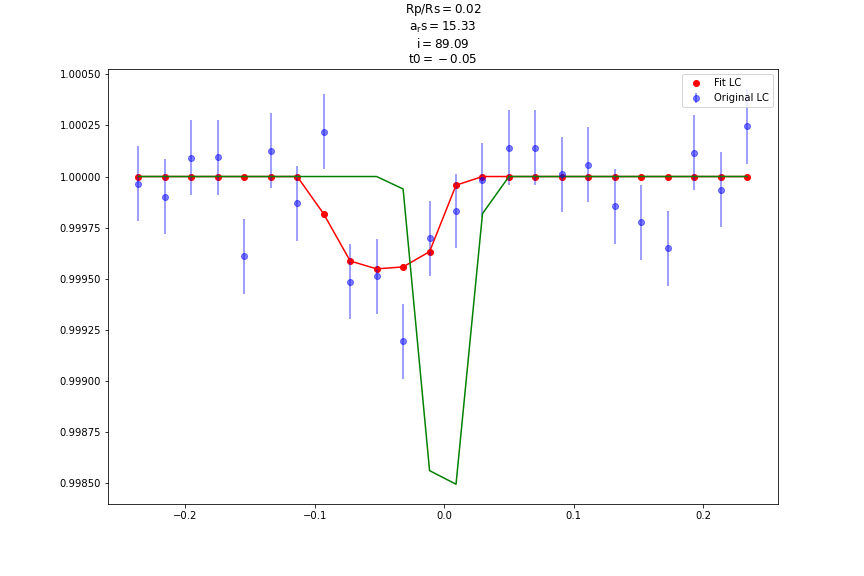 Rp/Rs = 0.02
aᵣs = 15.33
i = 89.09
t0 = −0.05
1.00050
1.00025
1.00000
0.99975
0.99950
0.99925
0.99900
0.99875
0.99850
Fit LC
Original LC
−0.2
−0.1
0.0
0.1
0.2